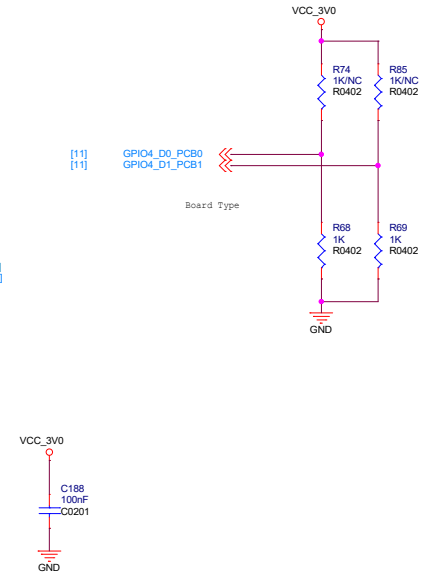 VCC_3V0
R74
1K/NC
R0402
R85
1K/NC
R0402
[11] GPIO4_D0_PCB0
[11] GPIO4_D1_PCB1
Board Type
R68
1K
R0402
R69
1K
R0402
]
]
GND
VCC_3V0
C188
100nF
C0201
GND